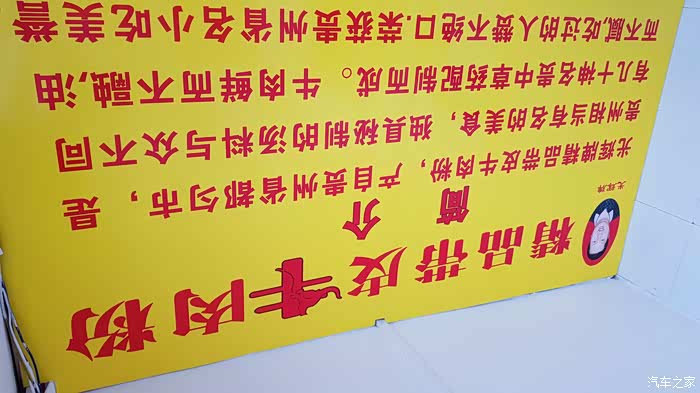 光辉牌
精品带皮牛肉粉
简介
光辉牌精品带皮牛肉粉，产自贵州省都匀市，是
贵州相当有名的美食，独具秘制的汤料与众不同
有几十神名贵中草药配制而成。牛肉鲜而不融,油
而不腻,吃过的人赞不绝口.荣获贵州省名小吃美誉
汽车之家